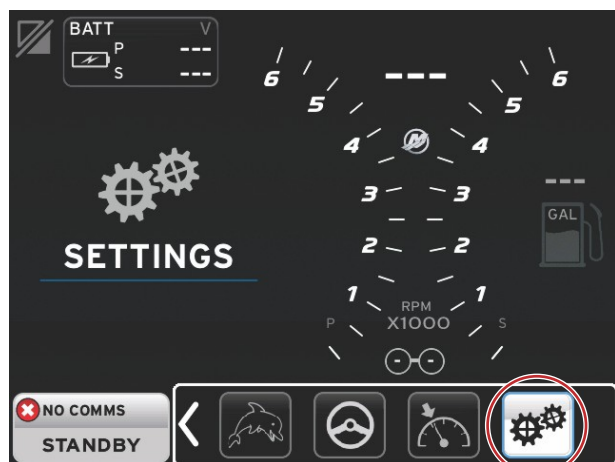 BATT V
P ---
S ---
---
6 6
5 5
4 4
3 3
2 2
1 1
RPM
X1000
P S
SETTINGS
---
GAL
NO COMMS
STANDBY